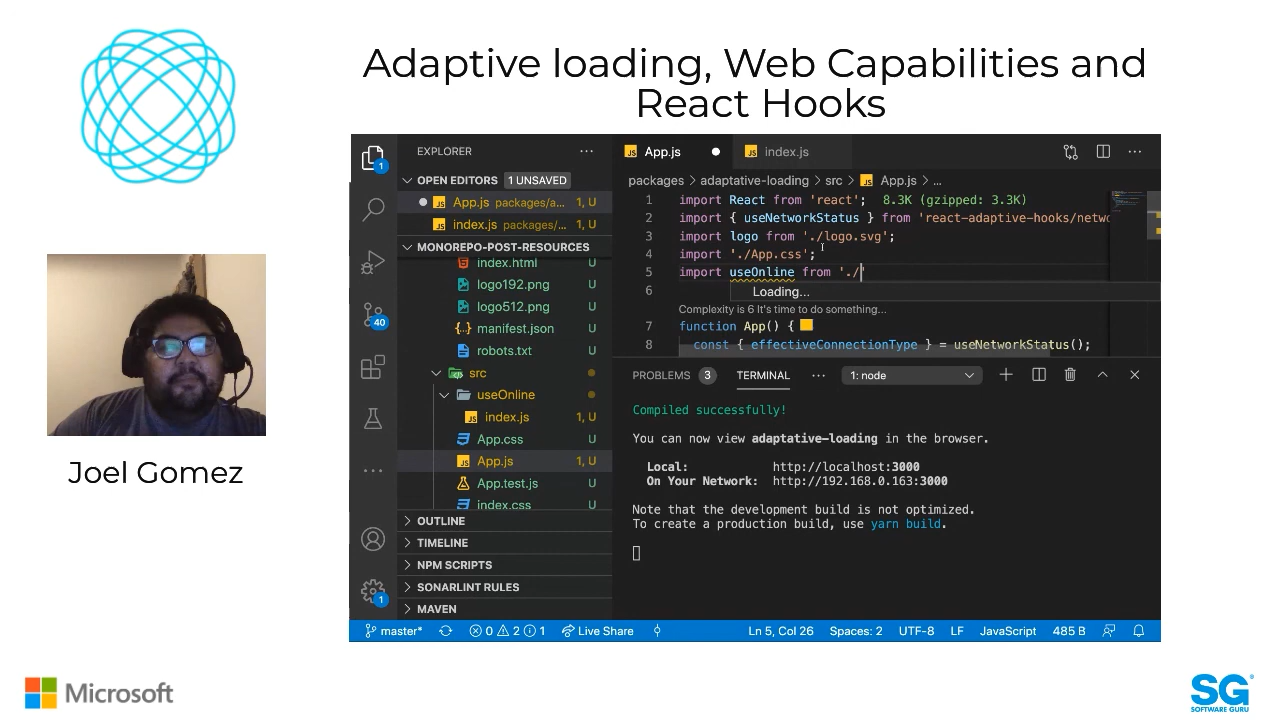 Adaptive loading, Web Capabilities and
React Hooks
Joel Gomez
Microsoft
SG
SOFTWARE GURU
1
40
1
EXPLORER
OPEN EDITORS 1 UNSAVED
App.js packages/a... 1, U
index.js packages/... 1, U
MONOREPO-POST-RESOURCES
index.html U
logo192.png U
logo512.png U
manifest.json U
robots.txt U
src
useOnline
index.js 1, U
App.css U
App.js 1, U
App.test.js U
index.css U
OUTLINE
TIMELINE
NPM SCRIPTS
SONARLINT RULES
MAVEN
App.js index.js
packages > adaptative-loading > src > App.js > ...
1 import React from 'react'; 8.3K (gzipped: 3.3K)
2 import { useNetworkStatus } from 'react-adaptive-hooks/netwo
3 import logo from './logo.svg';
4 import './App.css';
5 import useOnline from './'
6 Loading...
Complexity is 6 It's time to do something...
7 function App() {
8 const { effectiveConnectionType } = useNetworkStatus();
PROBLEMS 3 TERMINAL ... 1: node
Compiled successfully!
You can now view adaptative-loading in the browser.
Local: http://localhost:3000
On Your Network: http://192.168.0.163:3000
Note that the development build is not optimized.
To create a production build, use yarn build.
master* 0 2 1 Live Share Ln 5, Col 26 Spaces: 2 UTF-8 LF JavaScript 485 B